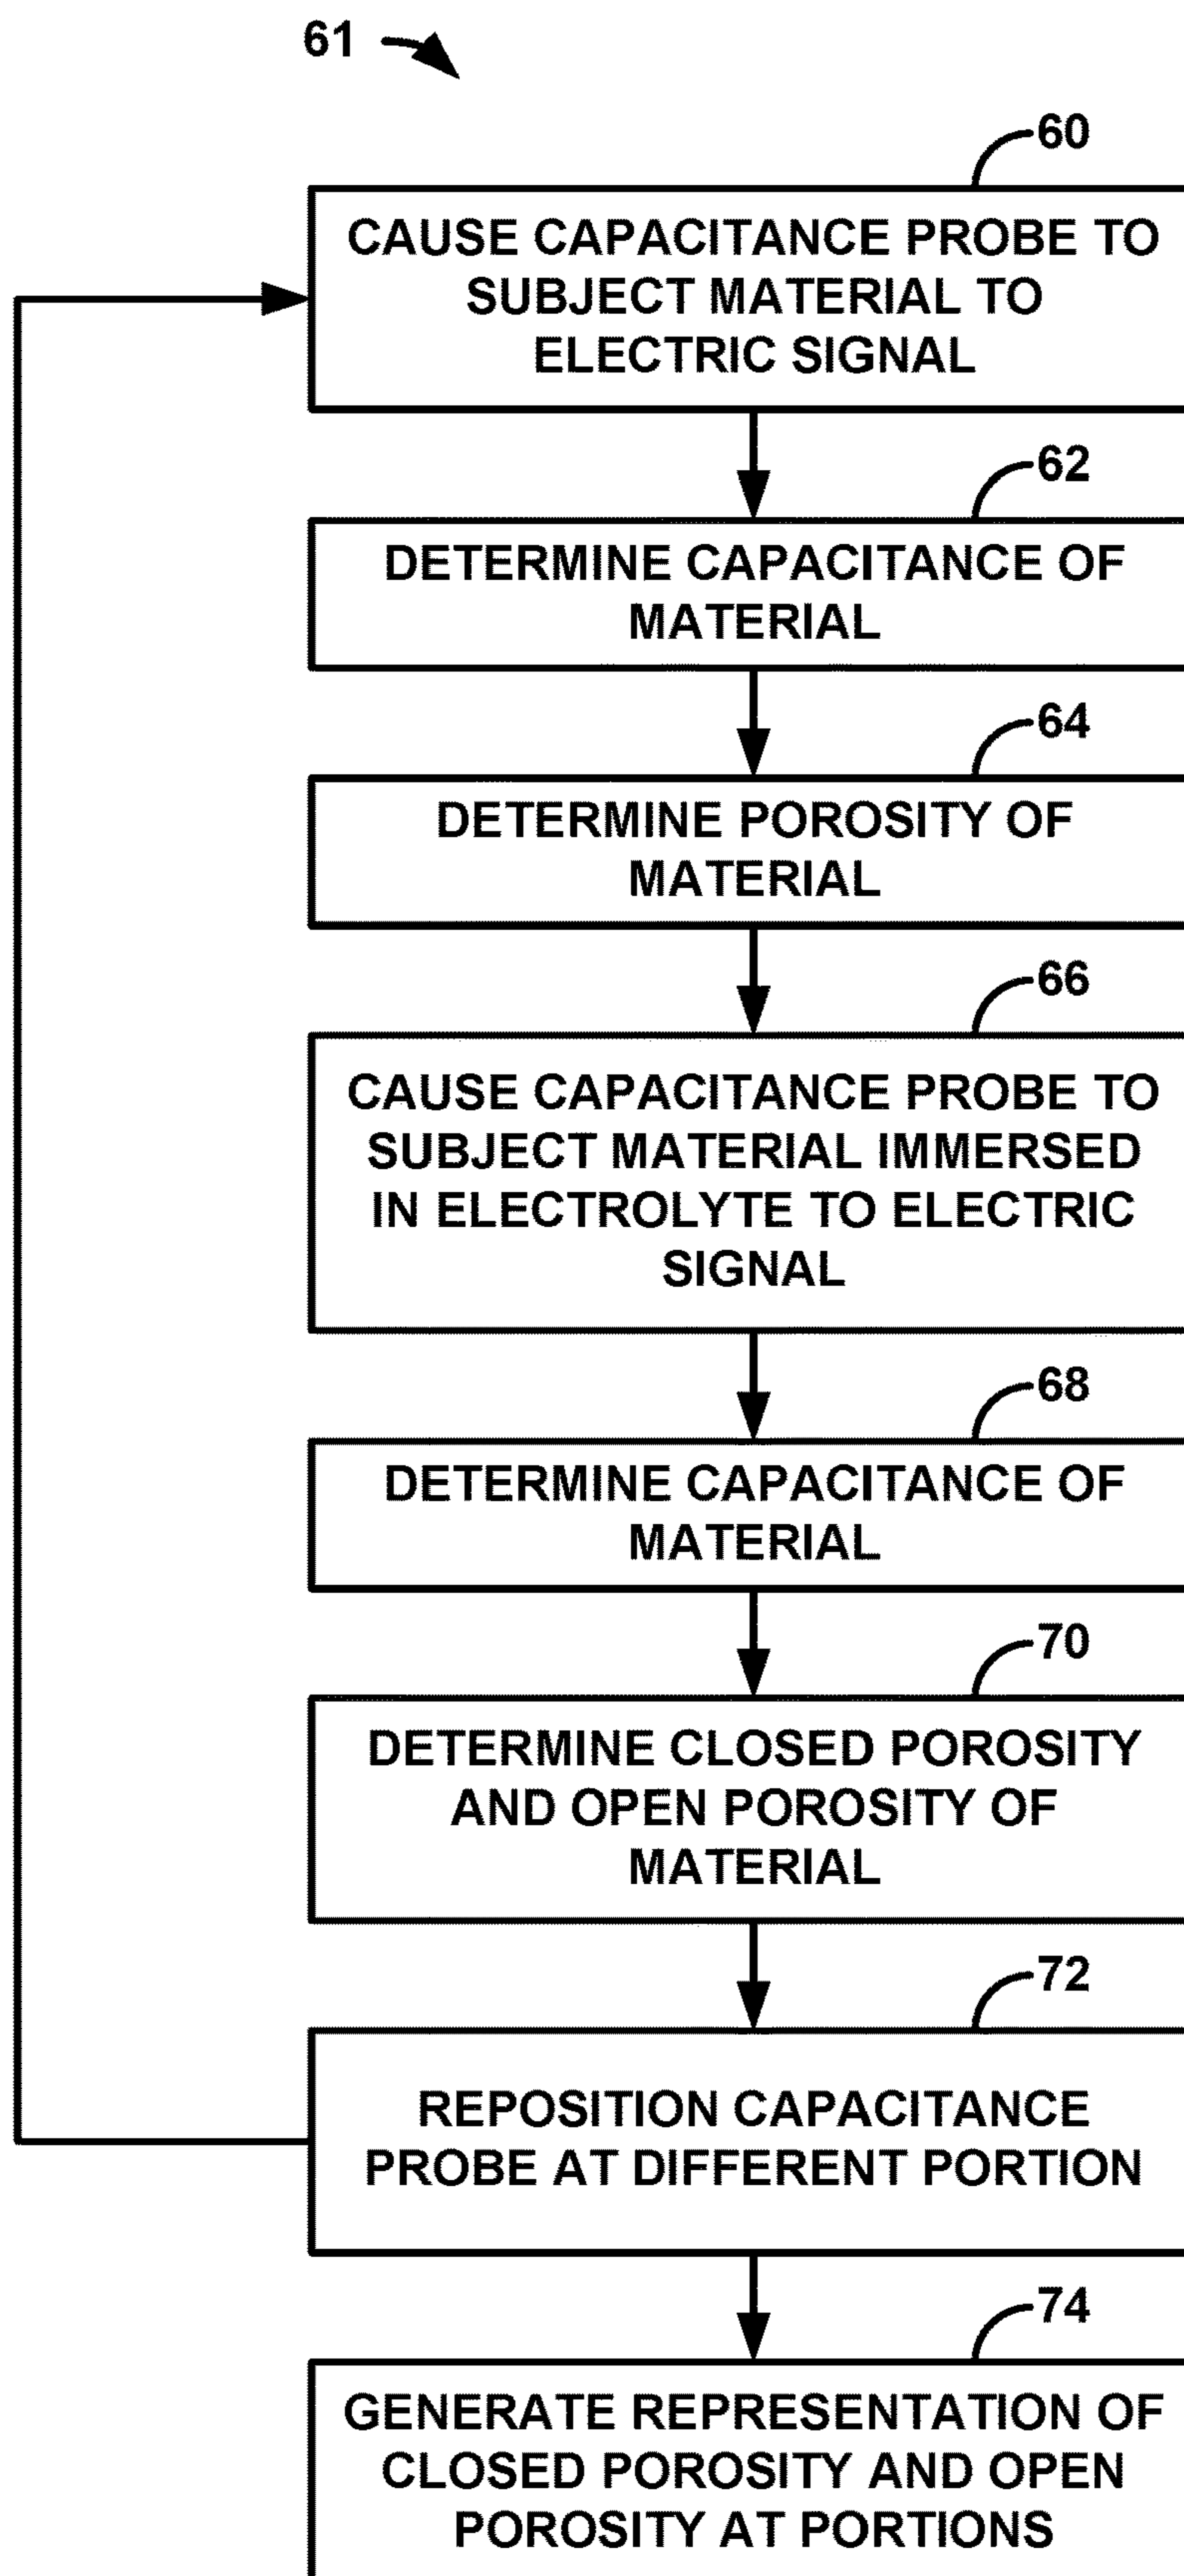 61
60
CAUSE CAPACITANCE PROBE TO
SUBJECT MATERIAL TO
ELECTRIC SIGNAL
62
DETERMINE CAPACITANCE OF
MATERIAL
64
DETERMINE POROSITY OF
MATERIAL
66
CAUSE CAPACITANCE PROBE TO
SUBJECT MATERIAL IMMERSED
IN ELECTROLYTE TO ELECTRIC
SIGNAL
68
DETERMINE CAPACITANCE OF
MATERIAL
70
DETERMINE CLOSED POROSITY
AND OPEN POROSITY OF
MATERIAL
72
REPOSITION CAPACITANCE
PROBE AT DIFFERENT PORTION
74
GENERATE REPRESENTATION OF
CLOSED POROSITY AND OPEN
POROSITY AT PORTIONS